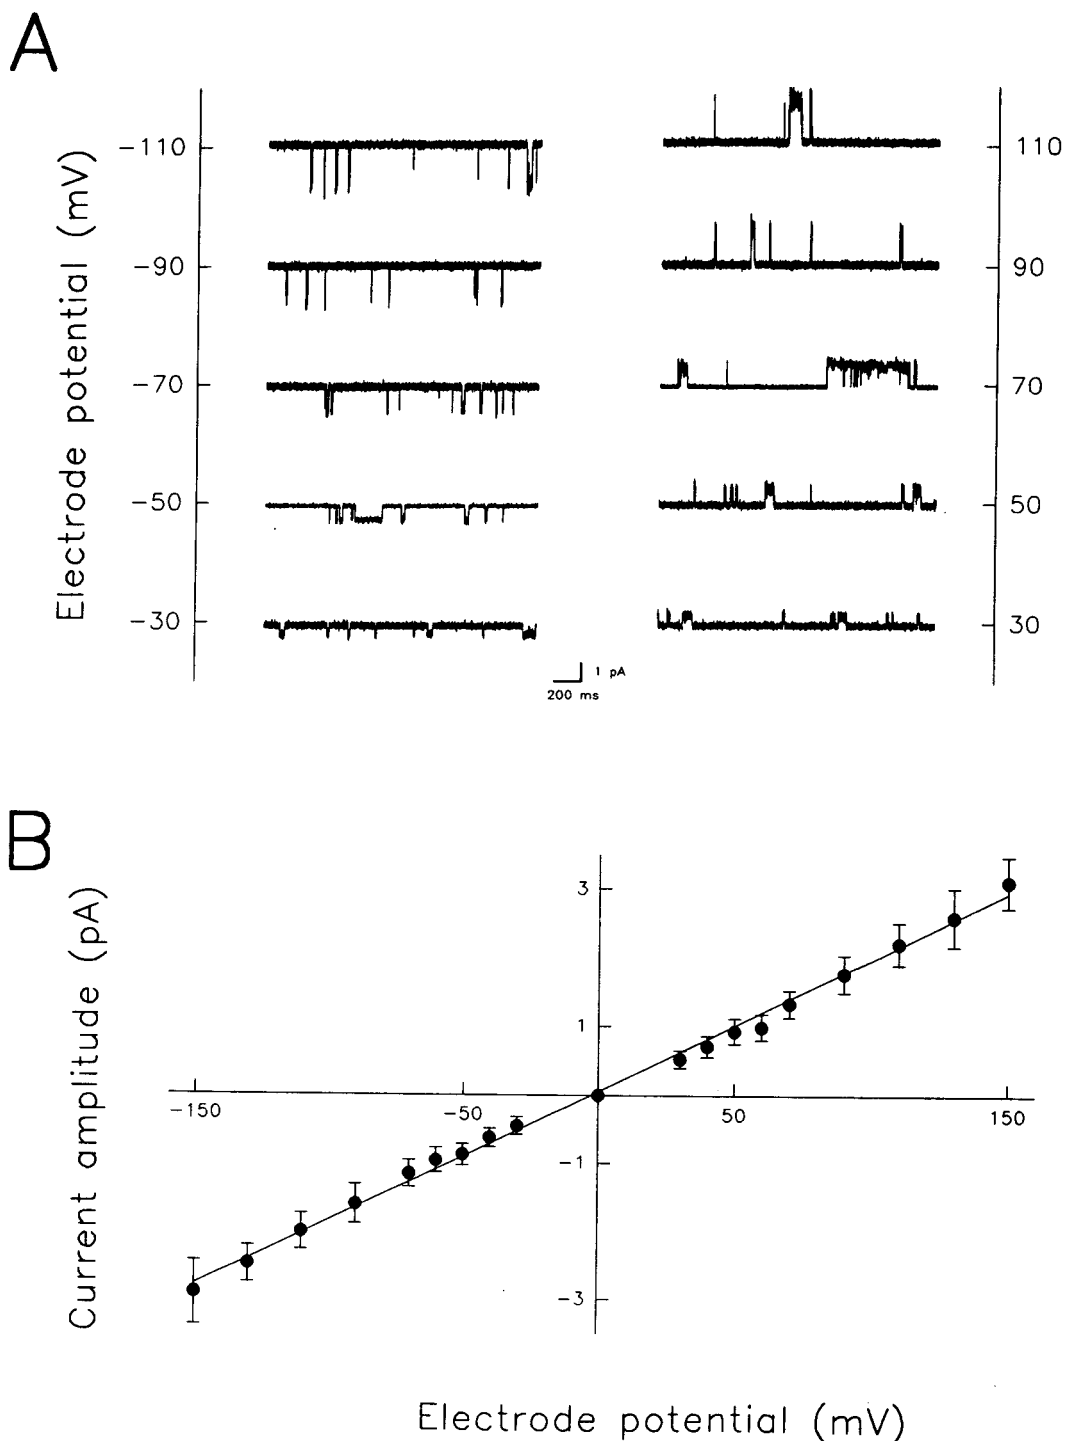 A
Electrode potential (mV)
-110
-90
-70
-50
-30
110
90
70
50
30
1 pA
200 ms
B
Current amplitude (pA)
3
1
-1
-3
-150
-50
50
150
Electrode potential (mV)